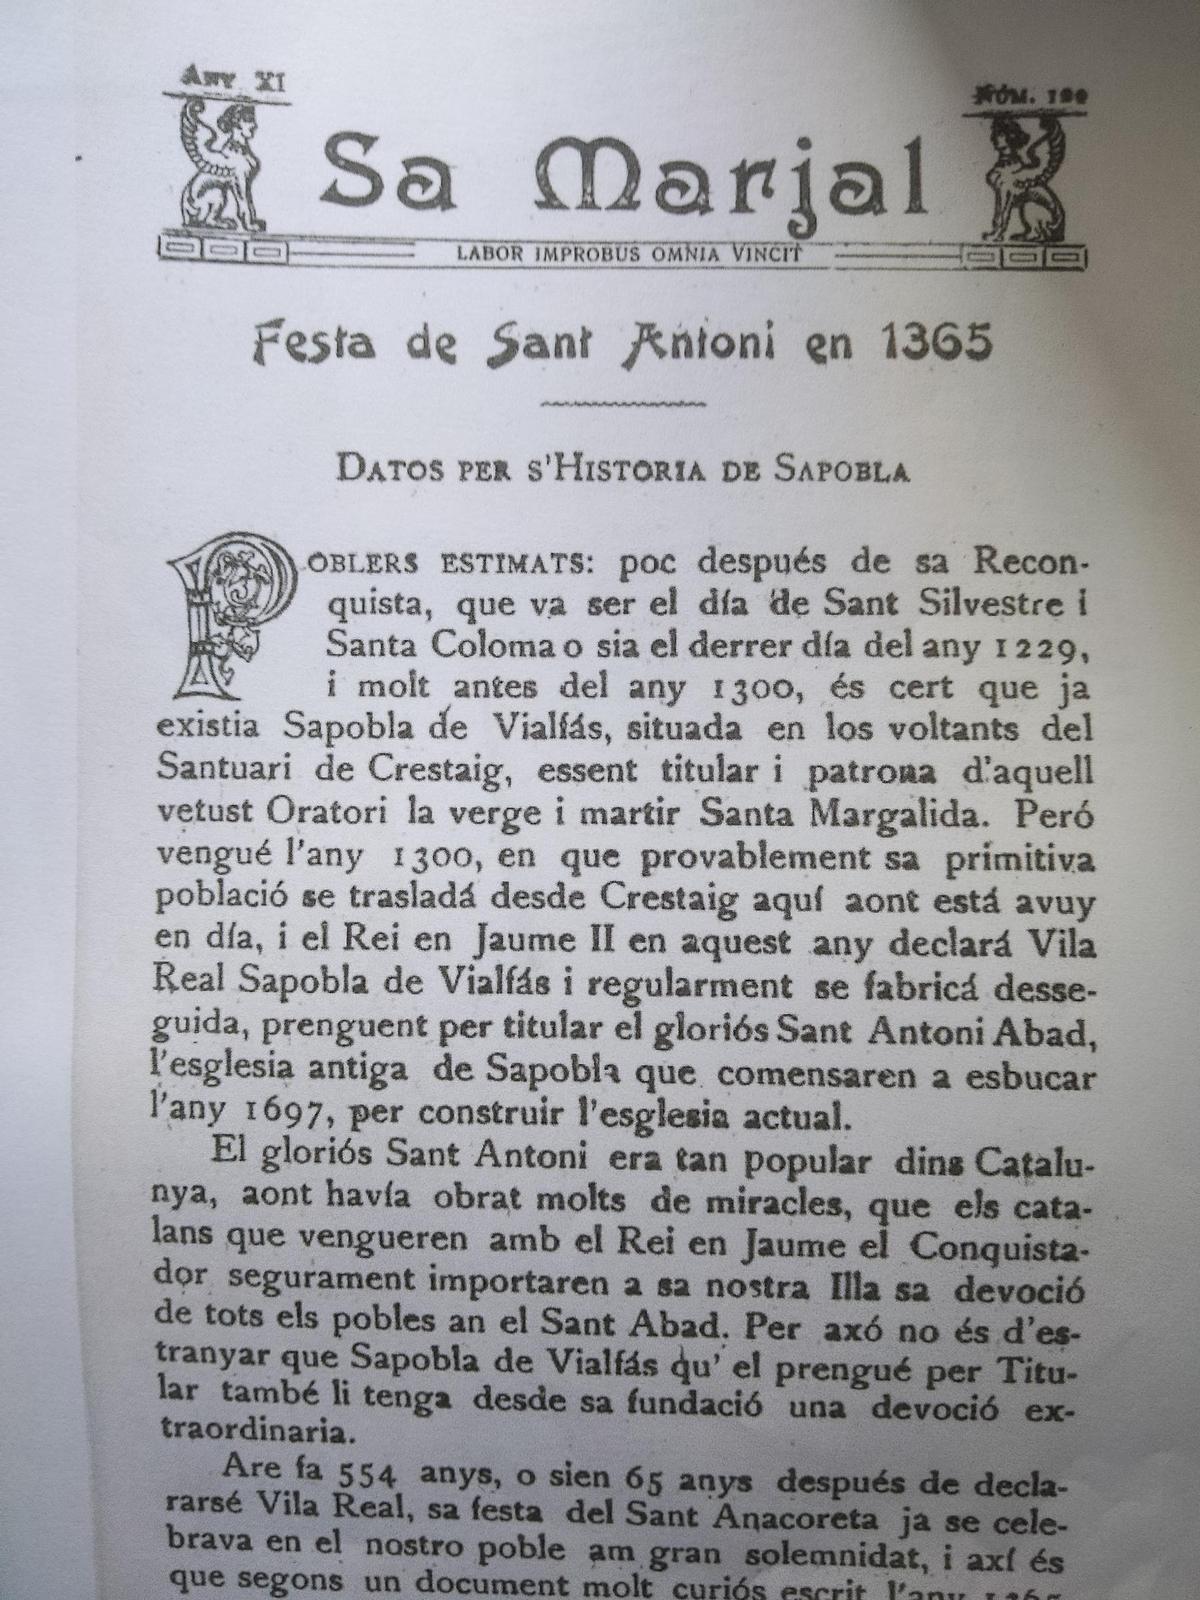 Any XI
Núm. 120
Sa Marjal
LABOR IMPROBUS OMNIA VINCIT
Festa de Sant Antoni en 1365
Datos per s'Historia de Sapobla
Poblers estimats: poc después de sa Recon-
quista, que va ser el día de Sant Silvestre i
Santa Coloma o sia el derrer día del any 1229,
i molt antes del any 1300, és cert que ja
existia Sapobla de Vialfás, situada en los voltants del
Santuari de Crestaig, essent titular i patrona d'aquell
vetust Oratori la verge i martir Santa Margalida. Peró
vengué l'any 1300, en que provablement sa primitiva
població se trasladá desde Crestaig aquí aont está avuy
en día, i el Rei en Jaume II en aquest any declará Vila
Real Sapobla de Vialfás i regularment se fabricá desse-
guida, prenguent per titular el gloriós Sant Antoni Abad,
l'esglesia antiga de Sapobla que comensaren a esbucar
l'any 1697, per construir l'esglesia actual.
El gloriós Sant Antoni era tan popular dins Catalu-
nya, aont havía obrat molts de miracles, que els cata-
lans que vengueren amb el Rei en Jaume el Conquista-
dor segurament importaren a sa nostra Illa sa devoció
de tots els pobles an el Sant Abad. Per axó no és d'es-
tranyar que Sapobla de Vialfás qu' el prengué per Titu-
lar també li tenga desde sa fundació una devoció ex-
traordinaria.
Are fa 554 anys, o sien 65 anys después de decla-
rarsé Vila Real, sa festa del Sant Anacoreta ja se cele-
brava en el nostro poble am gran solemnidat, i axí és
que segons un document molt curiós escrit l'any 1365